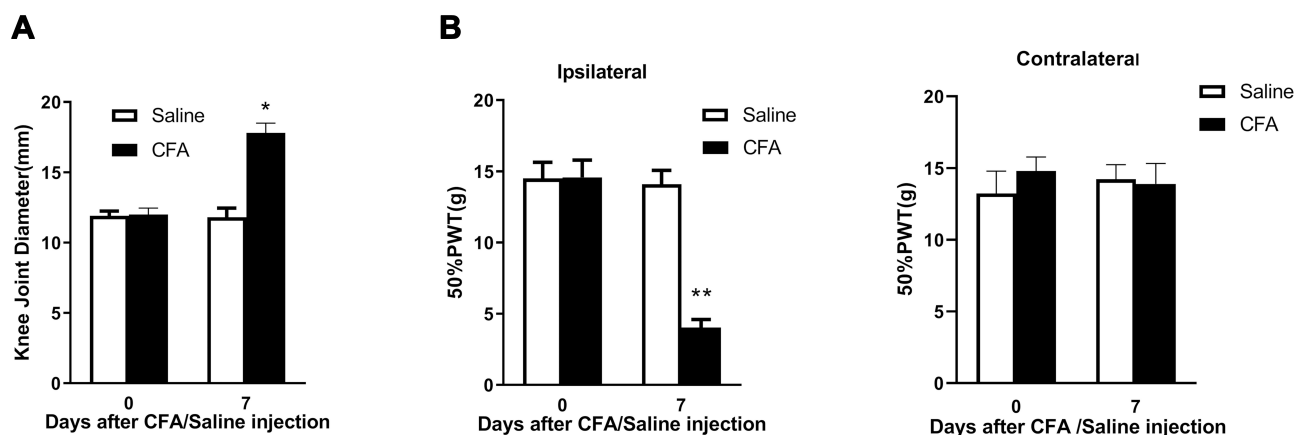 A
Knee Joint Diameter(mm)
20
15
10
5
0
Saline
CFA
*
0
7
Days after CFA/Saline injection
B
Ipsilateral
50%PWT(g)
20
15
10
5
0
Saline
CFA
**
0
7
Days after CFA/Saline injection
Contralateral
50%PWT(g)
20
15
10
5
0
Saline
CFA
0
7
Days after CFA /Saline injection